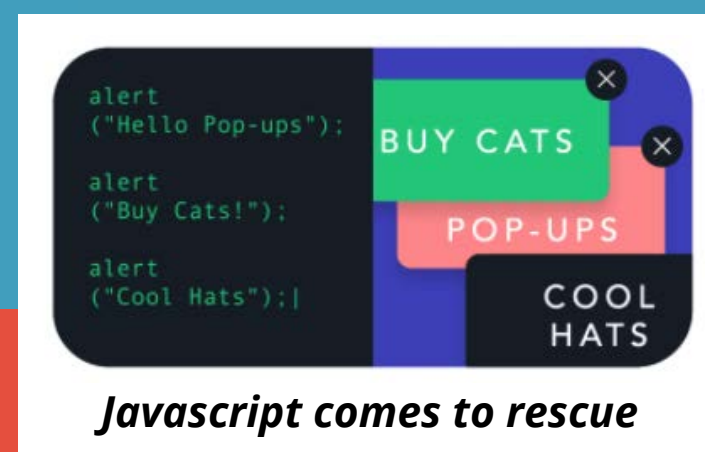 alert
("Hello Pop-ups");
alert
("Buy Cats!");
alert
("Cool Hats");|
BUY CATS
POP-UPS
COOL
HATS
Javascript comes to rescue